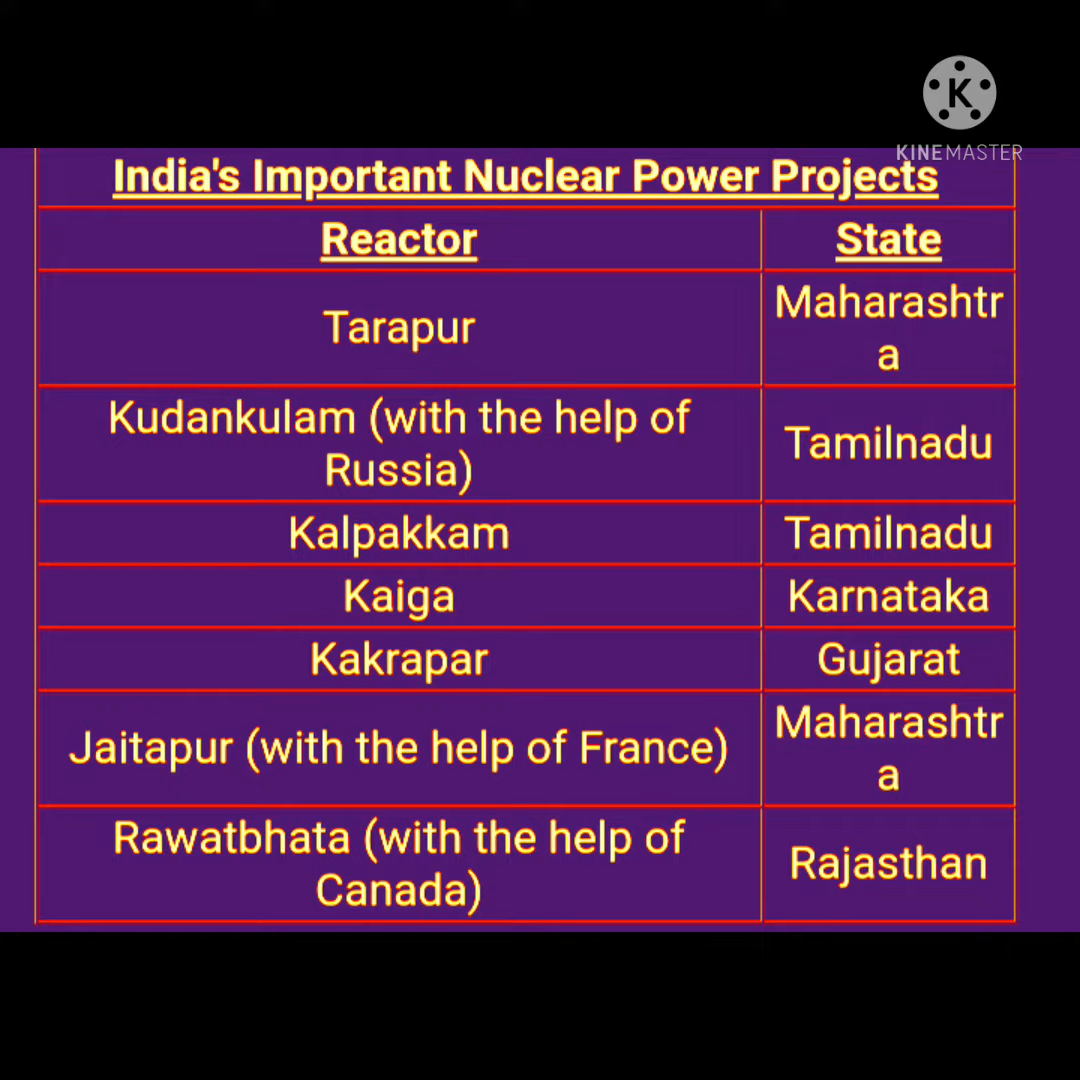 K
KINEMASTER
India's Important Nuclear Power Projects
Reactor State
Tarapur Maharashtr
a
Kudankulam (with the help of
Russia) Tamilnadu
Kalpakkam Tamilnadu
Kaiga Karnataka
Kakrapar Gujarat
Jaitapur (with the help of France) Maharashtr
a
Rawatbhata (with the help of
Canada) Rajasthan